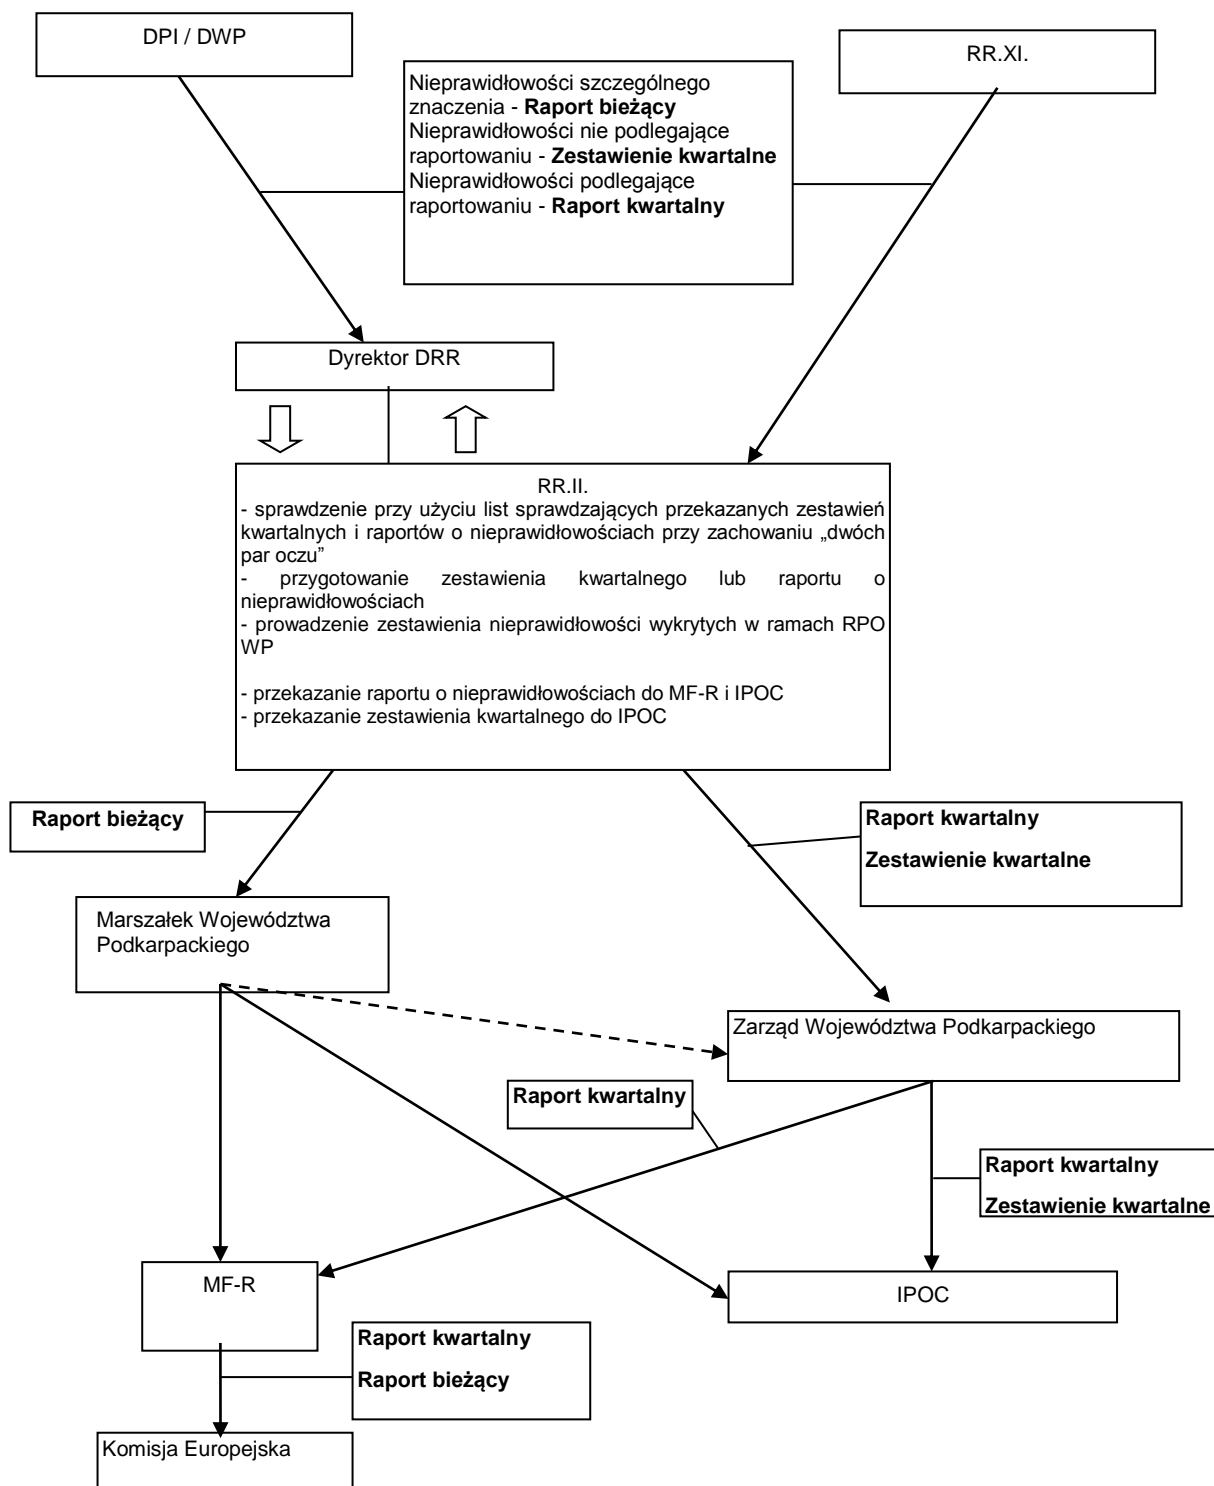 DPI / DWP
RR.XI.
Nieprawidłowości szczególnego
znaczenia - Raport bieżący
Nieprawidłowości nie podlegające
raportowaniu - Zestawienie kwartalne
Nieprawidłowości podlegające
raportowaniu - Raport kwartalny
Dyrektor DRR
RR.II.
- sprawdzenie przy użyciu list sprawdzających przekazanych zestawień
kwartalnych i raportów o nieprawidłowościach przy zachowaniu „dwóch
par oczu”
- przygotowanie zestawienia kwartalnego lub raportu o
nieprawidłowościach
- prowadzenie zestawienia nieprawidłowości wykrytych w ramach RPO
WP
- przekazanie raportu o nieprawidłowościach do MF-R i IPOC
- przekazanie zestawienia kwartalnego do IPOC
Raport bieżący
Raport kwartalny
Zestawienie kwartalne
Marszałek Województwa
Podkarpackiego
Zarząd Województwa Podkarpackiego
Raport kwartalny
Raport kwartalny
Zestawienie kwartalne
MF-R
IPOC
Raport kwartalny
Raport bieżący
Komisja Europejska